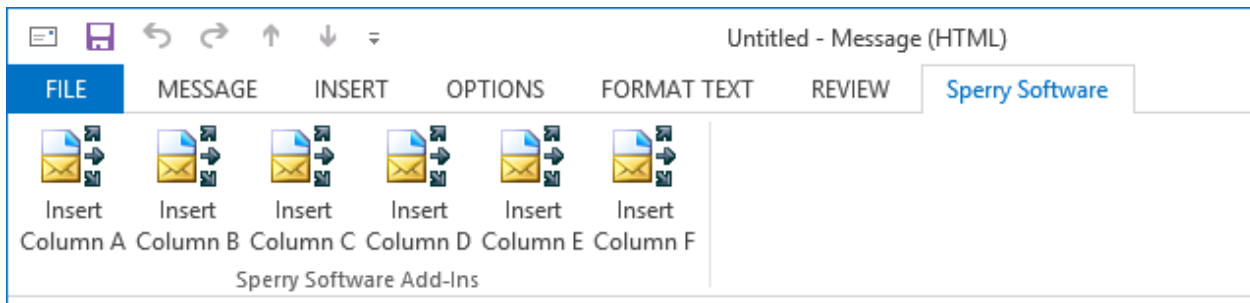 Untitled - Message (HTML)
FILE MESSAGE INSERT OPTIONS FORMAT TEXT REVIEW Sperry Software
Insert Insert Insert Insert Insert Insert
Column A Column B Column C Column D Column E Column F
Sperry Software Add-Ins